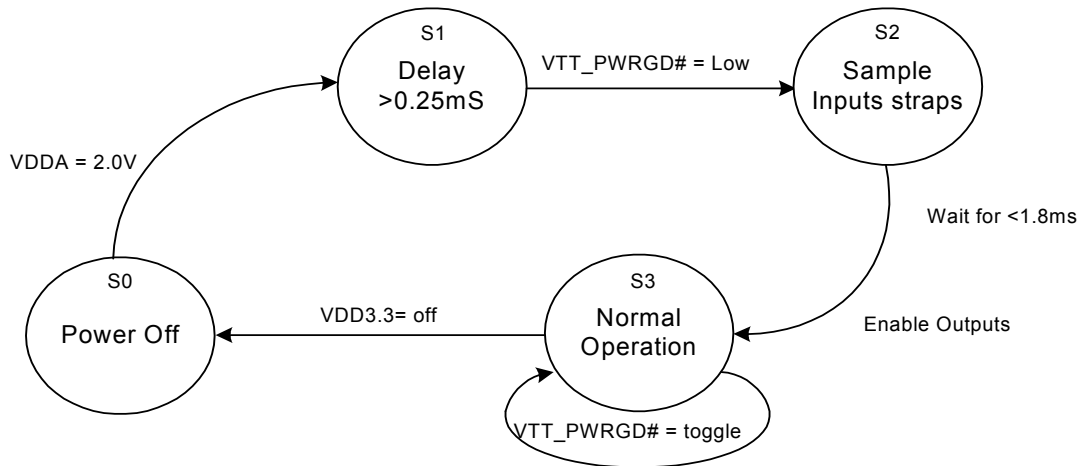 S1
Delay
>0.25mS
VTT_PWRGD# = Low
S2
Sample
Inputs straps
VDDA = 2.0V
Wait for <1.8ms
S0
Power Off
VDD3.3= off
S3
Normal
Operation
Enable Outputs
VTT_PWRGD# = toggle